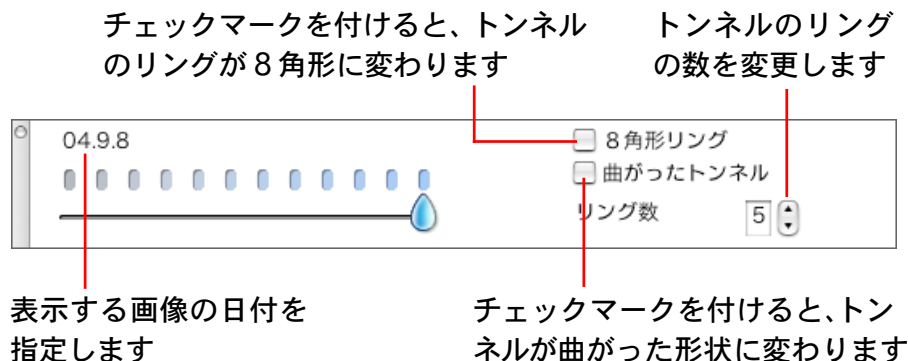 チェックマークを付けると、トンネル
のリングが８角形に変わります
トンネルのリング
の数を変更します
04.9.8
８角形リング
曲がったトンネル
リング数 5
表示する画像の日付を
指定します
チェックマークを付けると、トン
ネルが曲がった形状に変わります